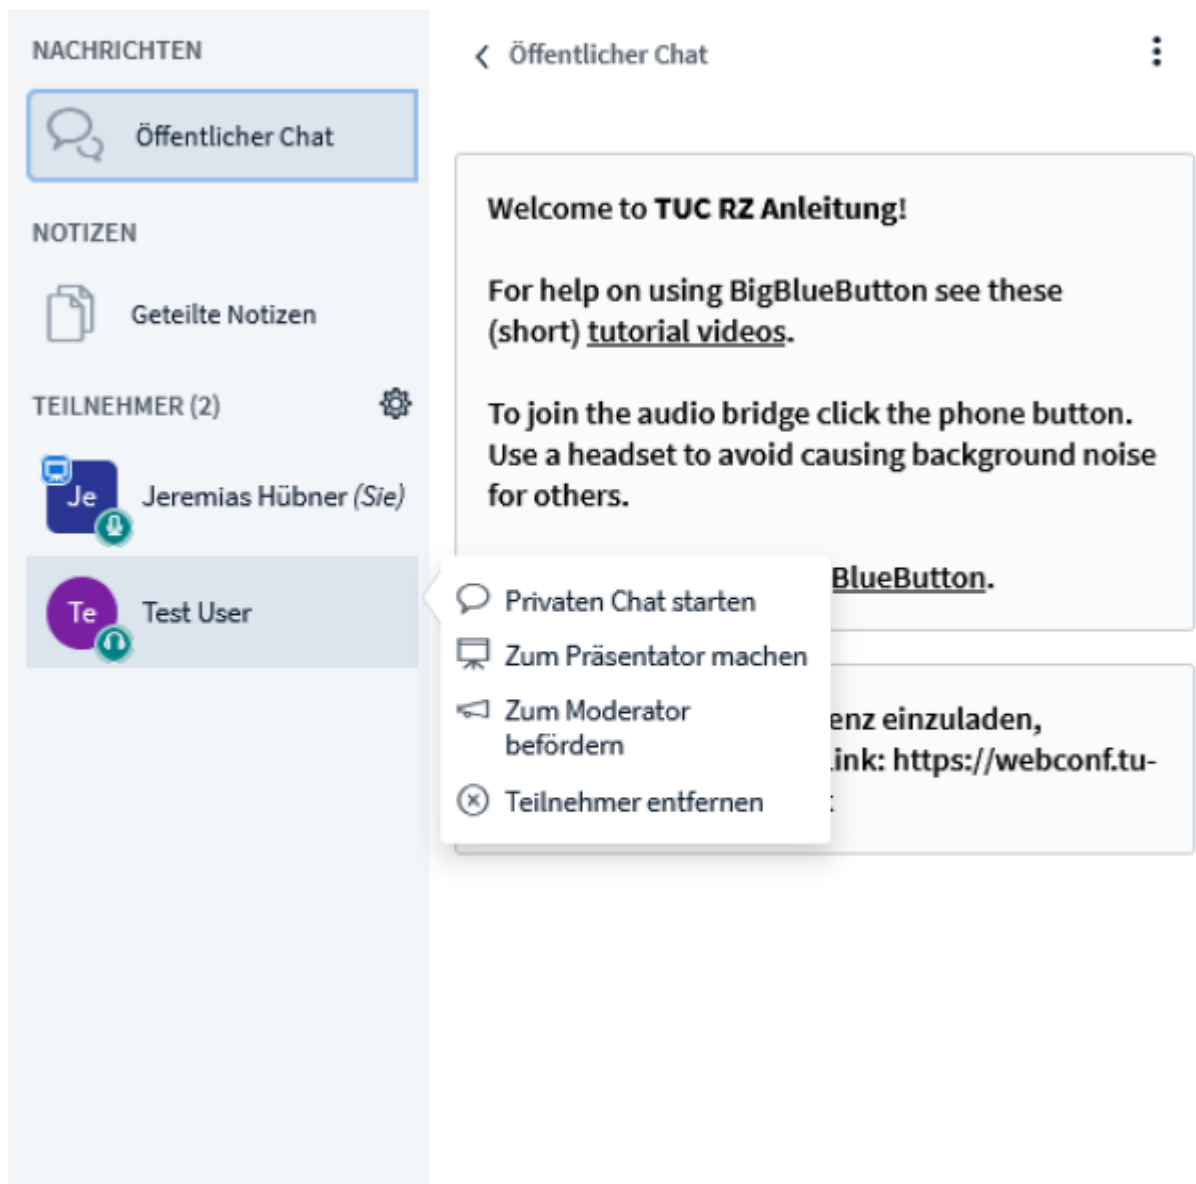 NACHRICHTEN
Öffentlicher Chat
NOTIZEN
Geteilte Notizen
TEILNEHMER (2)
Je
Jeremias Hübner (Sie)
Te
Test User
Öffentlicher Chat
Welcome to TUC RZ Anleitung!
For help on using BigBlueButton see these
(short) tutorial videos.
To join the audio bridge click the phone button.
Use a headset to avoid causing background noise
for others.
BlueButton.
Privaten Chat starten
Zum Präsentator machen
Zum Moderator
befördern
Teilnehmer entfernen
enz einzuladen,
ink: https://webconf.tu-